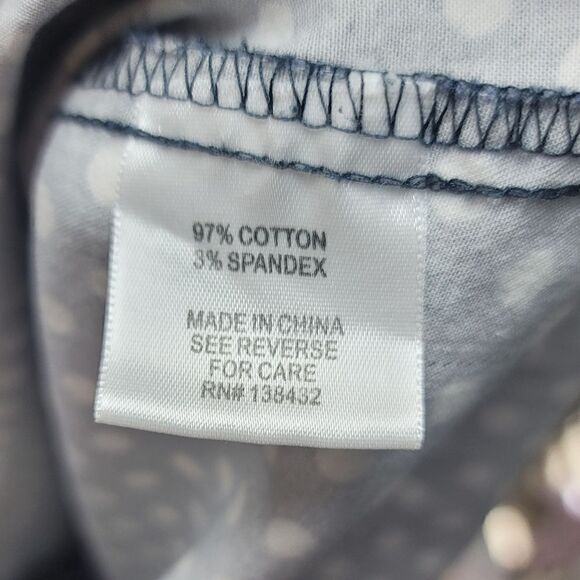 97% COTTON
3% SPANDEX
MADE IN CHINA
SEE REVERSE
FOR CARE
RN# 138432